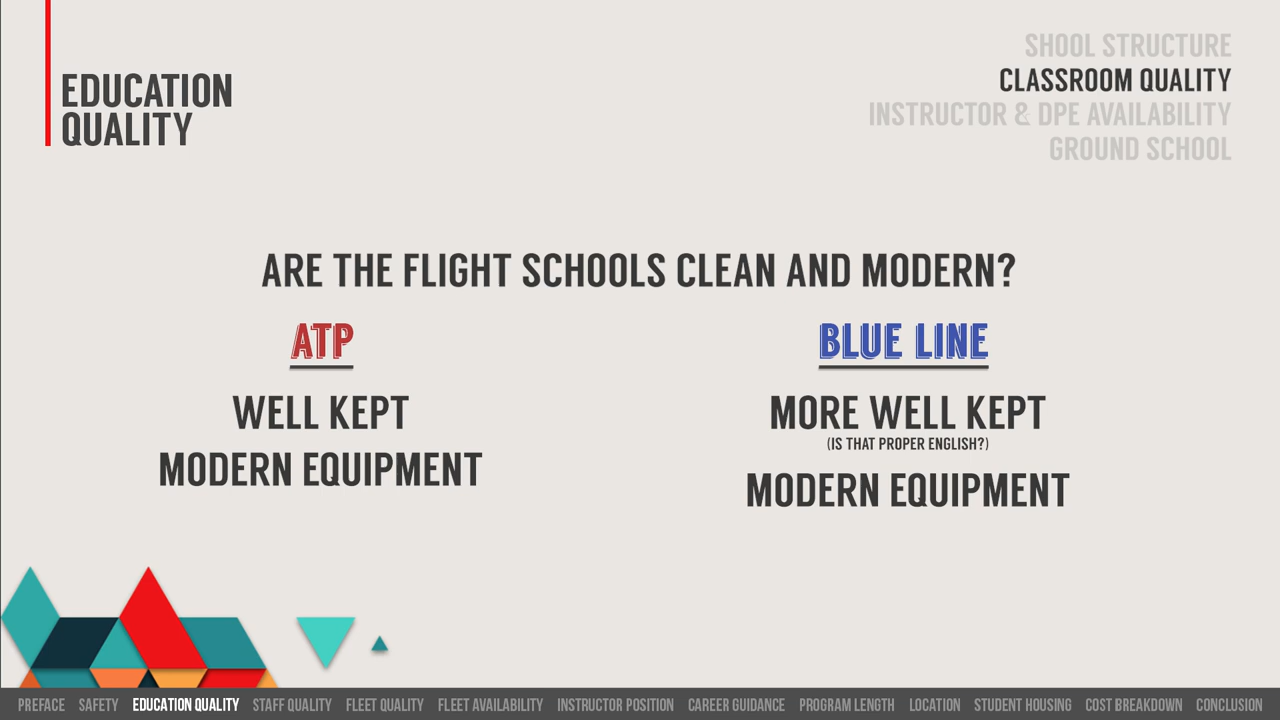 EDUCATION
QUALITY
SHOOL STRUCTURE
CLASSROOM QUALITY
INSTRUCTOR & DPE AVAILABILITY
GROUND SCHOOL
ARE THE FLIGHT SCHOOLS CLEAN AND MODERN?
ATP
WELL KEPT
MODERN EQUIPMENT
BLUE LINE
MORE WELL KEPT
(IS THAT PROPER ENGLISH?)
MODERN EQUIPMENT
PREFACE SAFETY EDUCATION QUALITY STAFF QUALITY FLEET QUALITY FLEET AVAILABILITY INSTRUCTOR POSITION CAREER GUIDANCE PROGRAM LENGTH LOCATION STUDENT HOUSING COST BREAKDOWN CONCLUSION